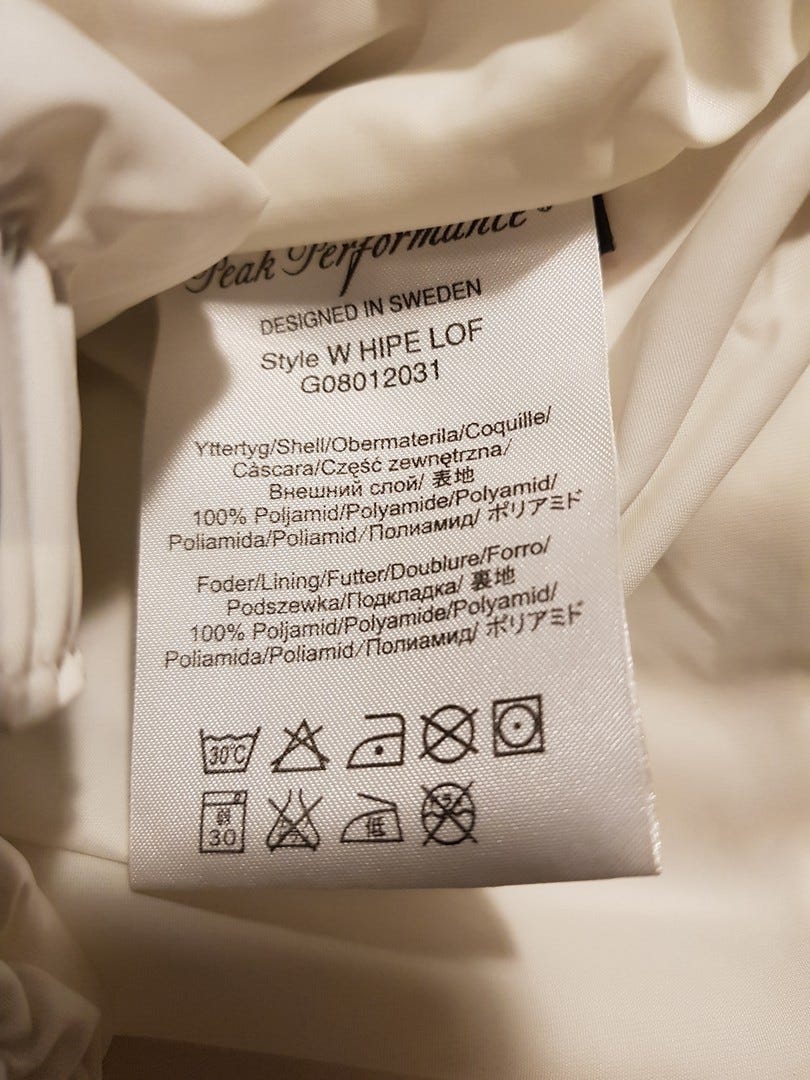 Peak Performance®
DESIGNED IN SWEDEN
Style W HIPE LOF
G08012031
Yttertyg/Shell/Obermaterila/Coquille/
Càscara/Część zewnętrzna/
Внешний слой/ 表地
100% Poljamid/Polyamide/Polyamid/
Poliamida/Poliamid/Полиамид/ ポリアミド
Foder/Lining/Futter/Doublure/Forro/
Podszewka/Подкладка/ 裏地
100% Poljamid/Polyamide/Polyamid/
Poliamida/Poliamid/Полиамид/ ポリアミド
30°C
30 低